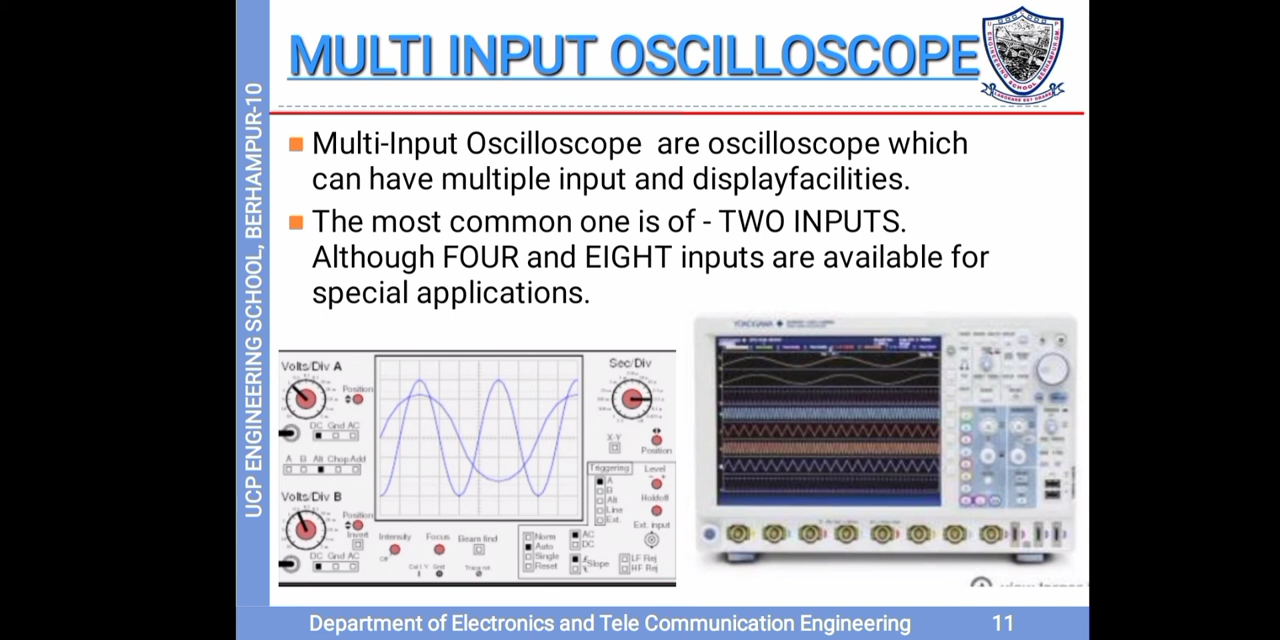 MULTI INPUT OSCILLOSCOPE
UCP ENGINEERING SCHOOL, BERHAMPUR-10
Multi-Input Oscilloscope are oscilloscope which
can have multiple input and displayfacilities.
The most common one is of - TWO INPUTS.
Although FOUR and EIGHT inputs are available for
special applications.
Volts/Div A
Position
DC Gnd AC
A B Alt Chop Add
Volts/Div B
Position
Invert
DC Gnd AC
Intensity
Focus
Beam find
Off
Sec/Div
X-Y
Position
Triggering
A
B
Alt
Line
Ext.
Level
Holdoff
Ext. input
Norm
Auto
Single
Reset
AC
DC
Slope
LF Rej
HF Rej
YOKOGAWA
Department of Electronics and Tele Communication Engineering
11